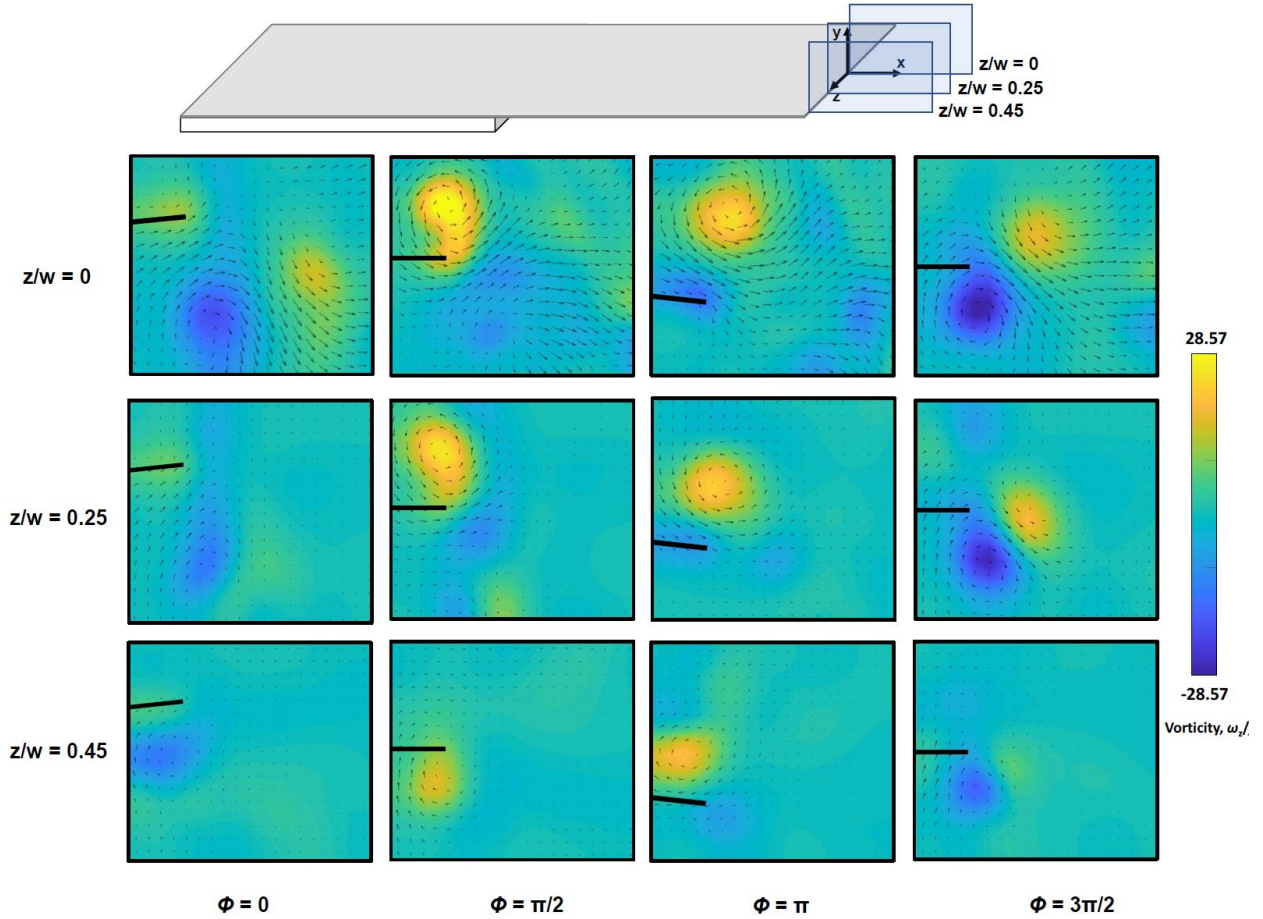 y
x
z
z/w = 0
z/w = 0.25
z/w = 0.45
z/w = 0
z/w = 0.25
z/w = 0.45
28.57
-28.57
Vorticity, ω_z/
Φ = 0
Φ = π/2
Φ = π
Φ = 3π/2